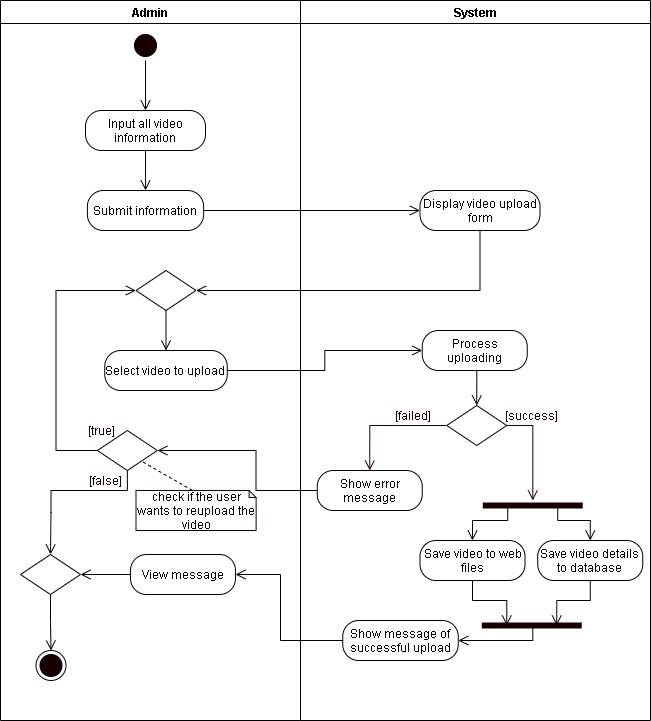 Admin
System
Input all video
information
Submit information
Display video upload
form
Select video to upload
Process
uploading
[failed]
[success]
[true]
[false]
check if the user
wants to reupload the
video
Show error
message
Save video to web
files
Save video details
to database
View message
Show message of
successful upload